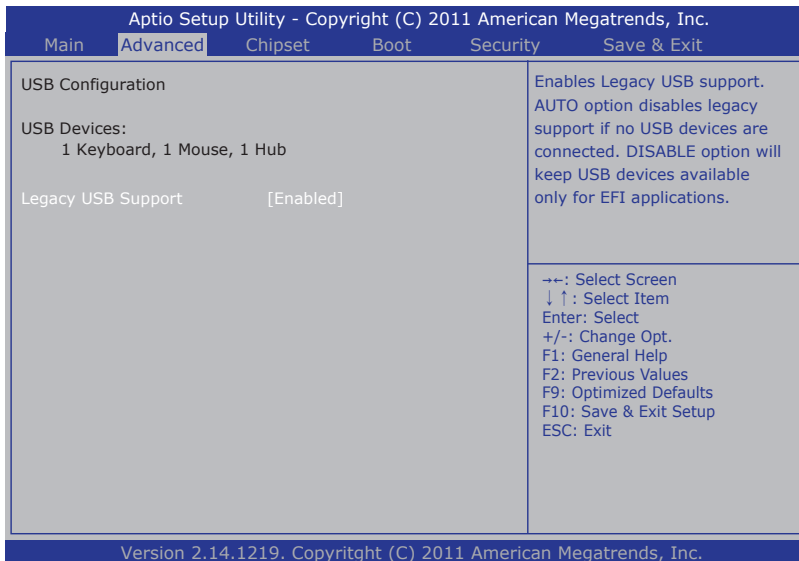 Aptio Setup Utility - Copyright (C) 2011 American Megatrends, Inc.
Main Advanced Chipset Boot Security Save & Exit
USB Configuration
USB Devices:
1 Keyboard, 1 Mouse, 1 Hub
Legacy USB Support [Enabled]
Enables Legacy USB support.
AUTO option disables legacy
support if no USB devices are
connected. DISABLE option will
keep USB devices available
only for EFI applications.
→←: Select Screen
↓↑: Select Item
Enter: Select
+/-: Change Opt.
F1: General Help
F2: Previous Values
F9: Optimized Defaults
F10: Save & Exit Setup
ESC: Exit
Version 2.14.1219. Copyritght (C) 2011 American Megatrends, Inc.